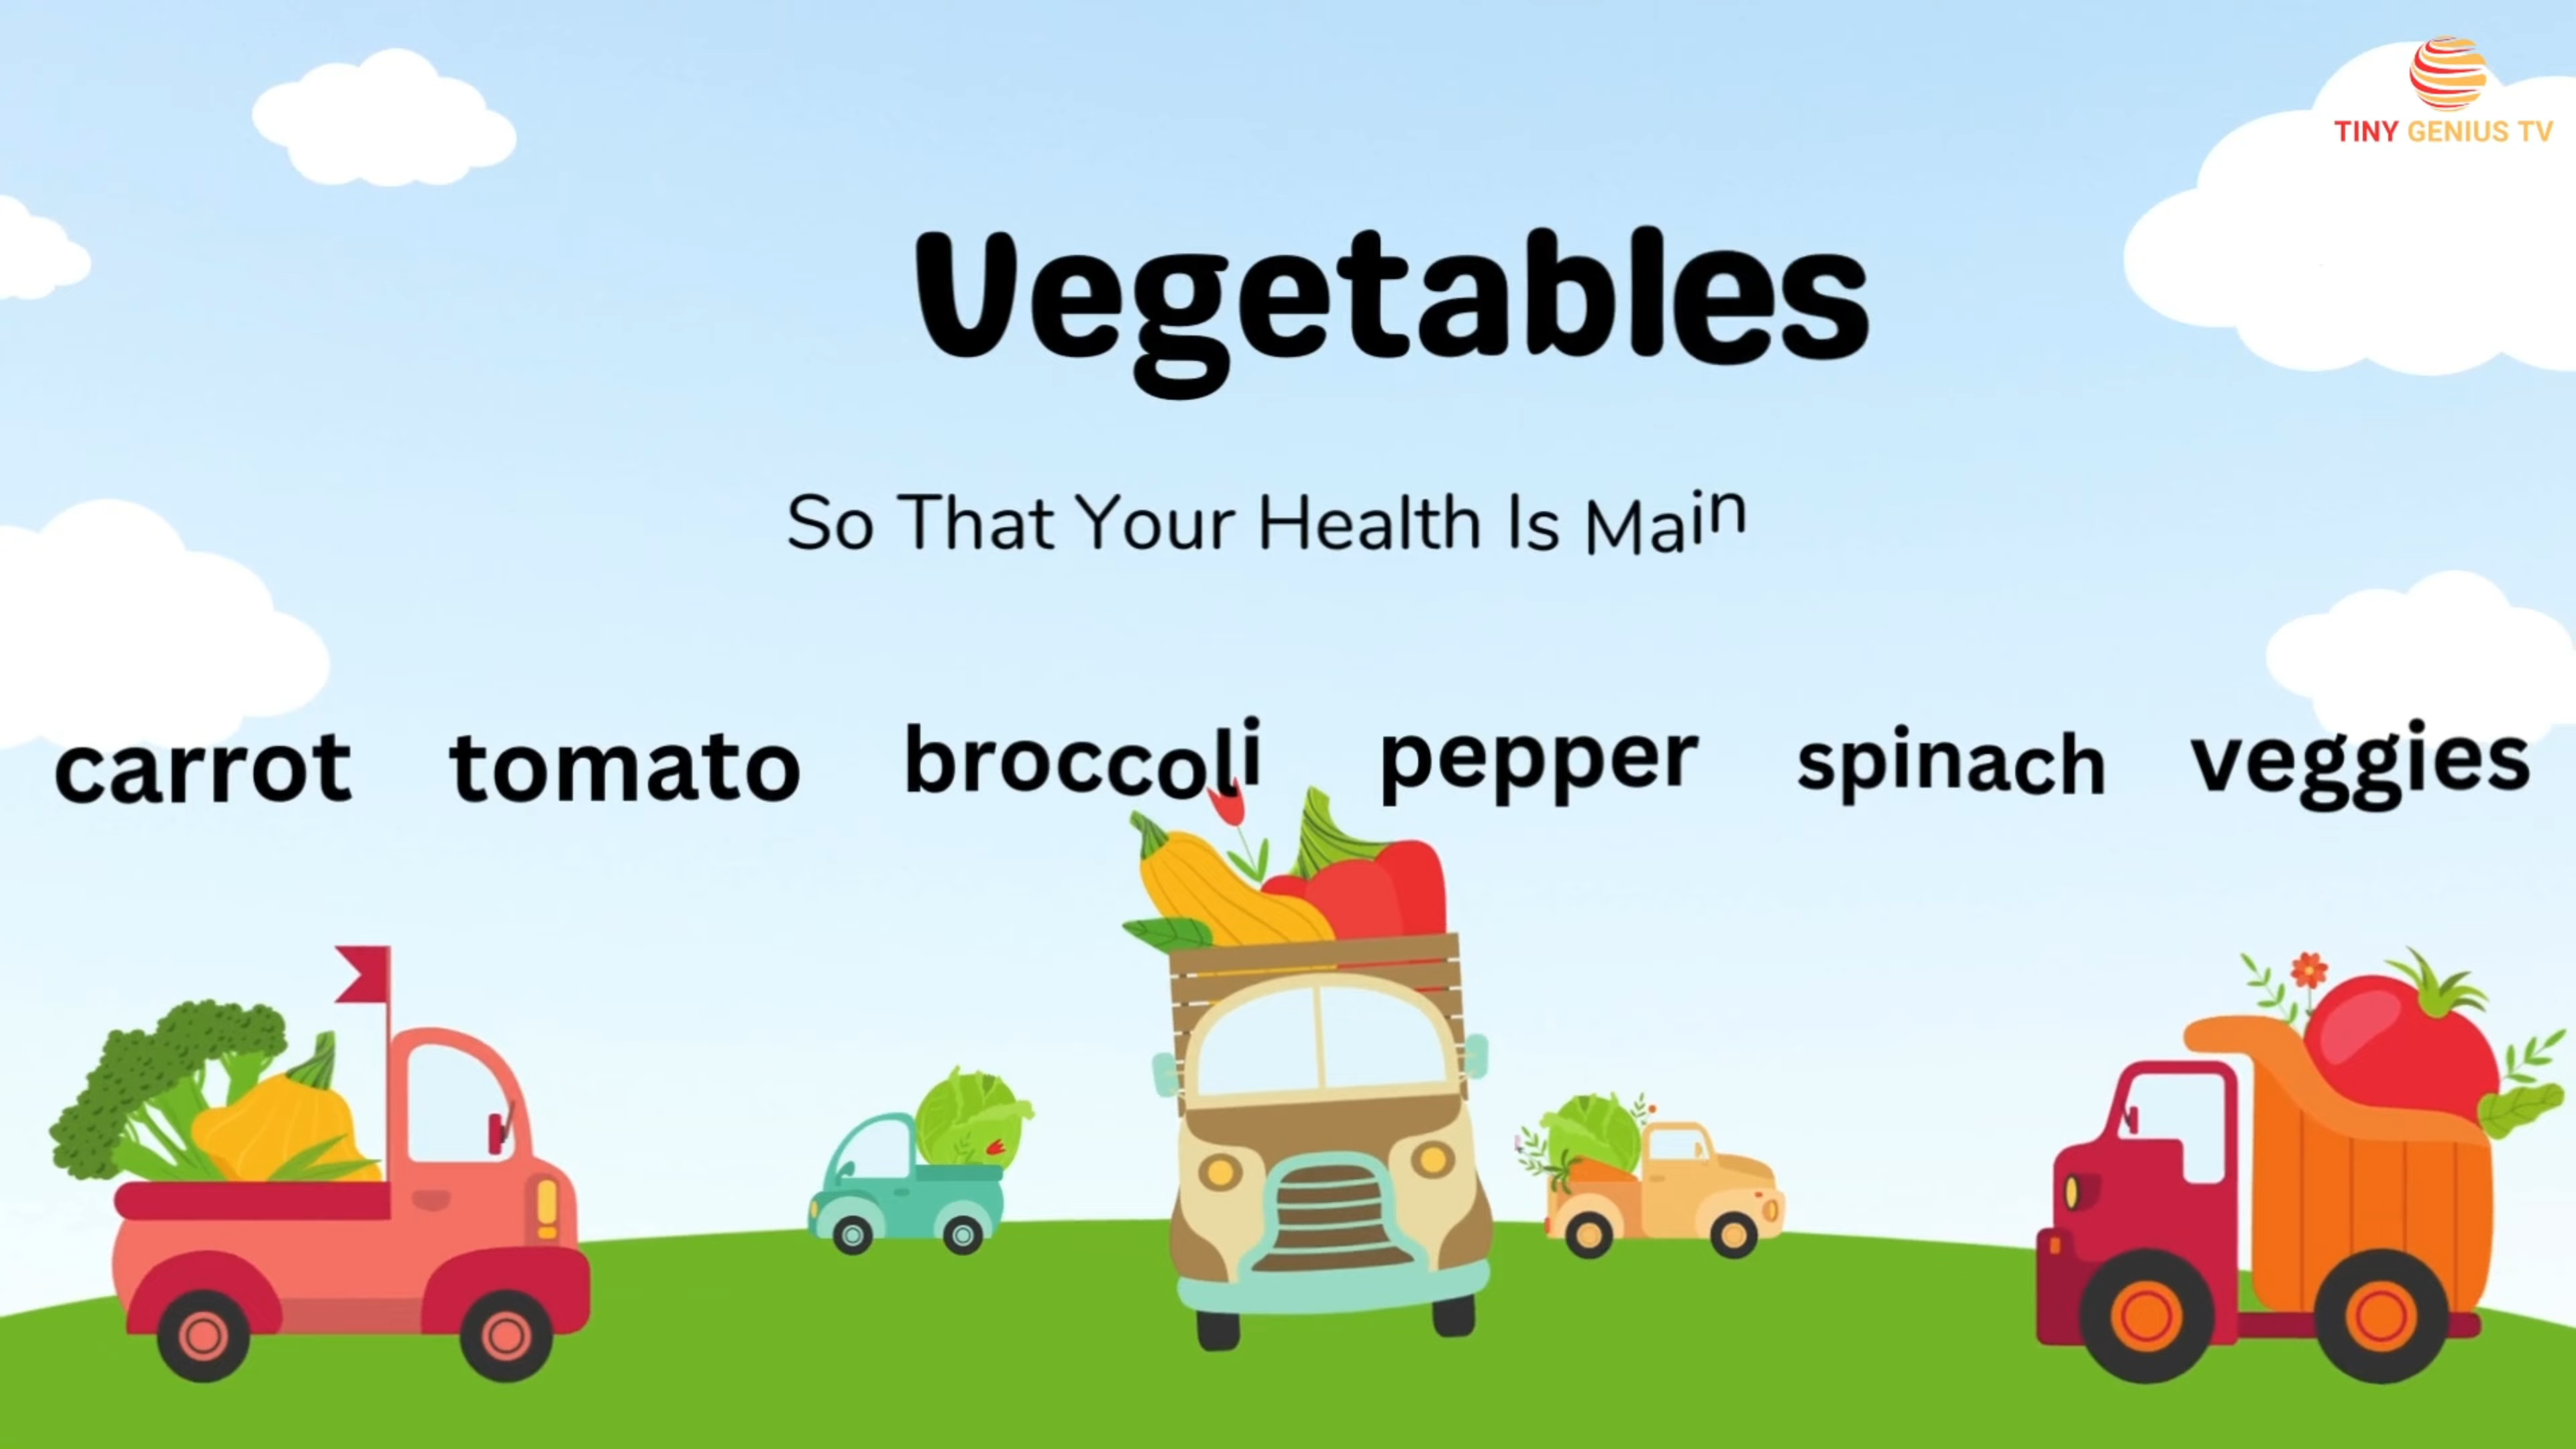 TINY GENIUS TV
Vegetables
So That Your Health Is Main
carrot tomato broccoli pepper spinach veggies